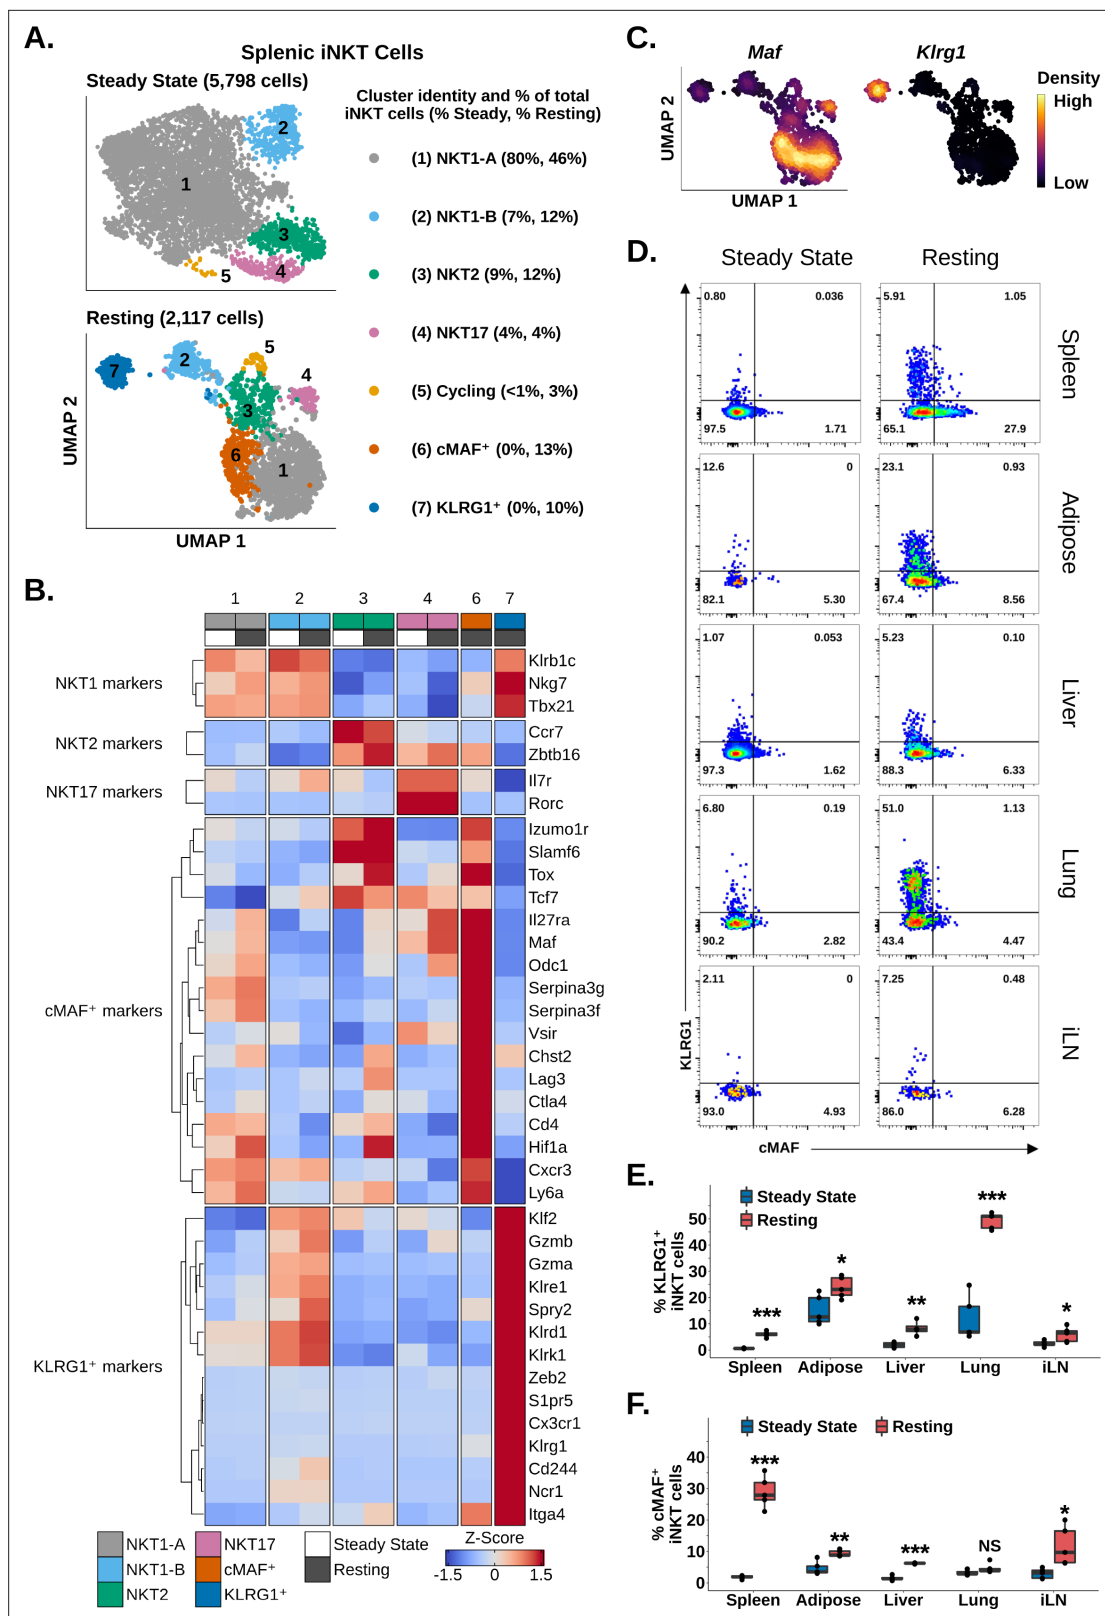 A.
Splenic iNKT Cells
Steady State (5,798 cells)
1
2
3
4
5
Resting (2,117 cells)
7
2
5
4
3
6
1
UMAP 2
UMAP 1
Cluster identity and % of total
iNKT cells (% Steady, % Resting)
(1) NKT1-A (80%, 46%)
(2) NKT1-B (7%, 12%)
(3) NKT2 (9%, 12%)
(4) NKT17 (4%, 4%)
(5) Cycling (<1%, 3%)
(6) cMAF⁺ (0%, 13%)
(7) KLRG1⁺ (0%, 10%)
B.
1 2 3 4 6 7
NKT1 markers
Klrb1c
Nkg7
Tbx21
NKT2 markers
Ccr7
Zbtb16
NKT17 markers
Il7r
Rorc
cMAF⁺ markers
Izumo1r
Slamf6
Tox
Tcf7
Il27ra
Maf
Odc1
Serpina3g
Serpina3f
Vsir
Chst2
Lag3
Ctla4
Cd4
Hif1a
Cxcr3
Ly6a
KLRG1⁺ markers
Klf2
Gzmb
Gzma
Klre1
Spry2
Klrd1
Klrk1
Zeb2
S1pr5
Cx3cr1
Klrg1
Cd244
Ncr1
Itga4
NKT1-A
NKT1-B
NKT2
NKT17
cMAF⁺
KLRG1⁺
Steady State
Resting
Z-Score
-1.5 0 1.5
C.
Maf
Klrg1
UMAP 2
UMAP 1
Density
High
Low
D.
Steady State
Resting
0.80 0.036
97.5 1.71
5.91 1.05
65.1 27.9
Spleen
12.6 0
82.1 5.30
23.1 0.93
67.4 8.56
Adipose
1.07 0.053
97.3 1.62
5.23 0.10
88.3 6.33
Liver
6.80 0.19
90.2 2.82
51.0 1.13
43.4 4.47
Lung
2.11 0
93.0 4.93
7.25 0.48
86.0 6.28
iLN
KLRG1
cMAF
E.
Steady State
Resting
% KLRG1⁺
iNKT cells
50
40
30
20
10
0
***
*
**
***
*
Spleen Adipose Liver Lung iLN
F.
Steady State
Resting
% cMAF⁺
iNKT cells
40
30
20
10
0
***
**
***
NS
*
Spleen Adipose Liver Lung iLN